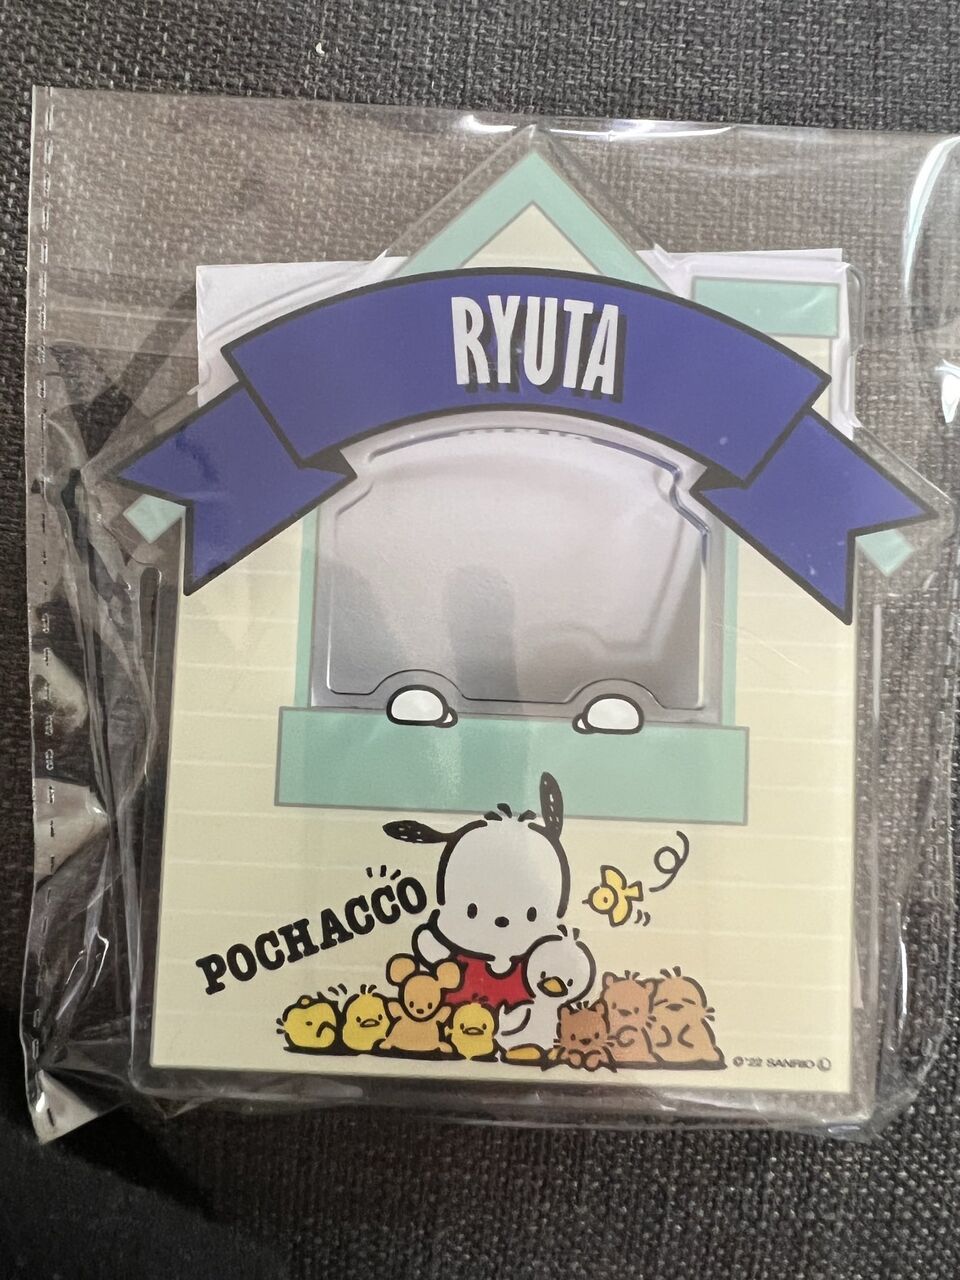 RYUTA
POCHACCO
©'22 SANRIO Ⓛ